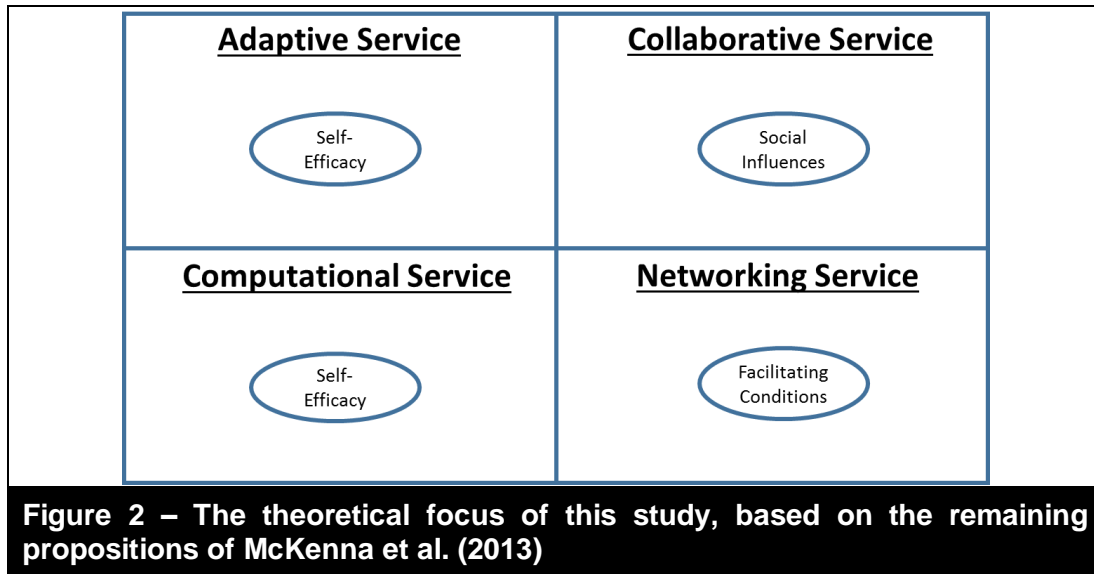 Adaptive Service
Self-
Efficacy
Collaborative Service
Social
Influences
Computational Service
Self-
Efficacy
Networking Service
Facilitating
Conditions
Figure 2 – The theoretical focus of this study, based on the remaining
propositions of McKenna et al. (2013)